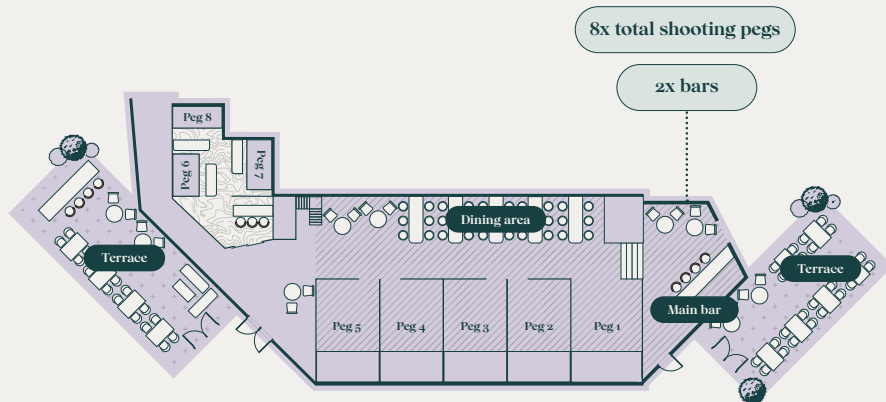 8x total shooting pegs
2x bars
Peg 8
Peg 6
Peg 7
Dining area
Terrace
Terrace
Main bar
Peg 5
Peg 4
Peg 3
Peg 2
Peg 1